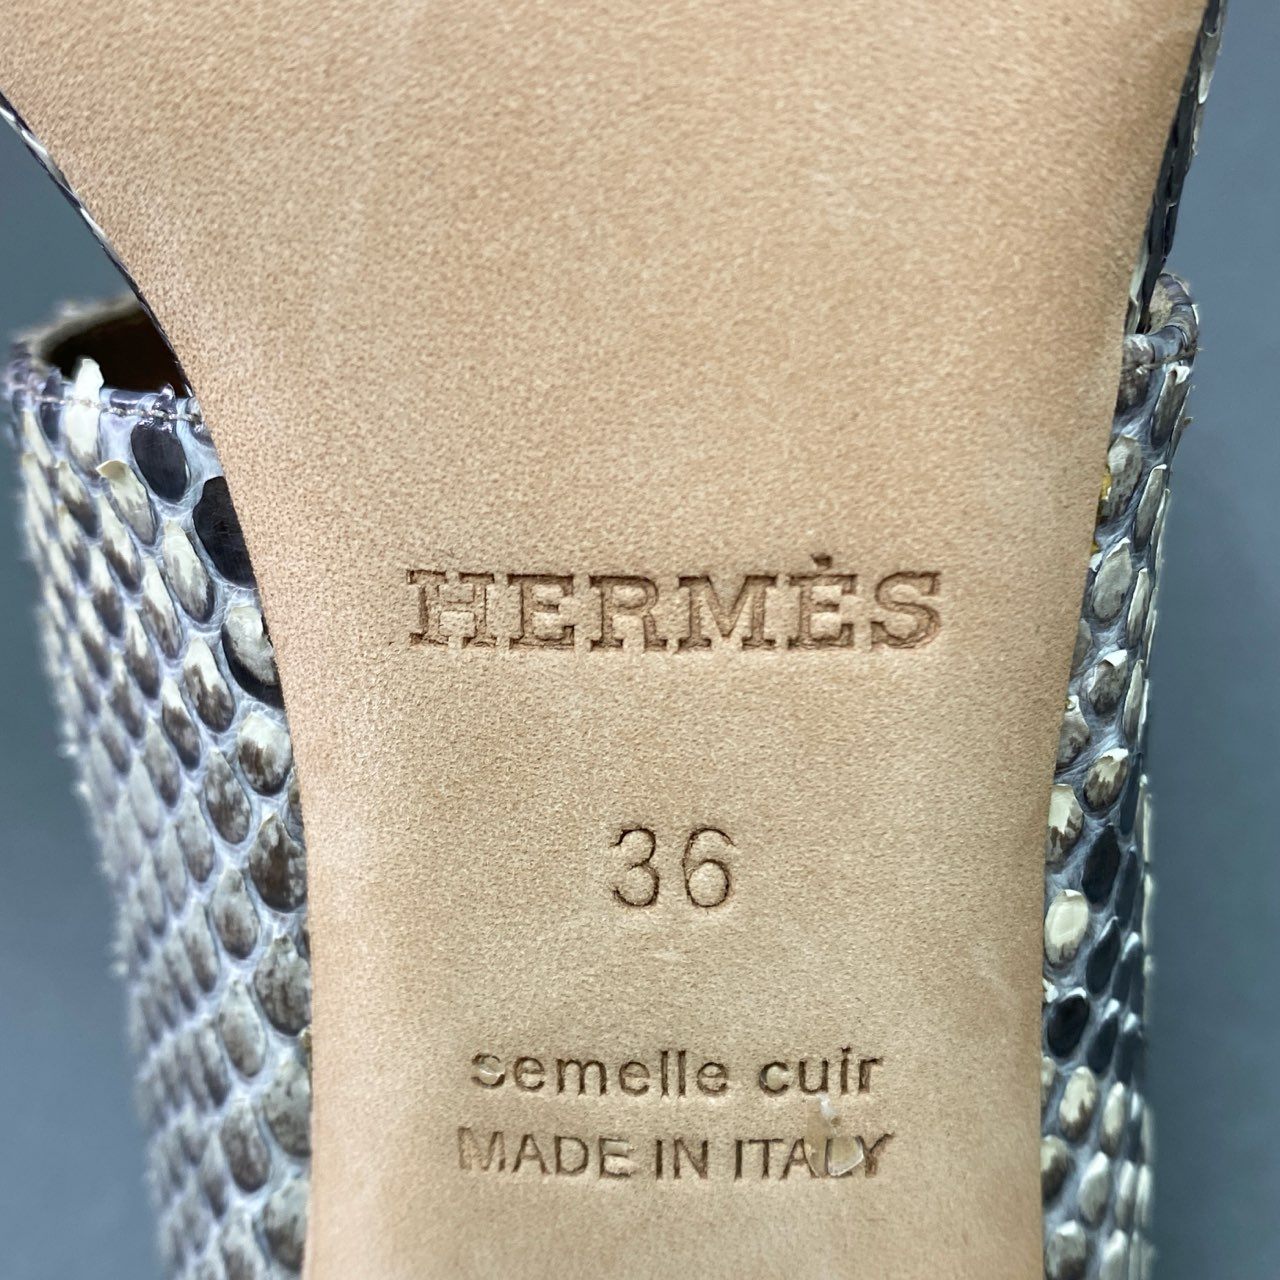 HERMÈS
36
semelle cuir
MADE IN ITALY